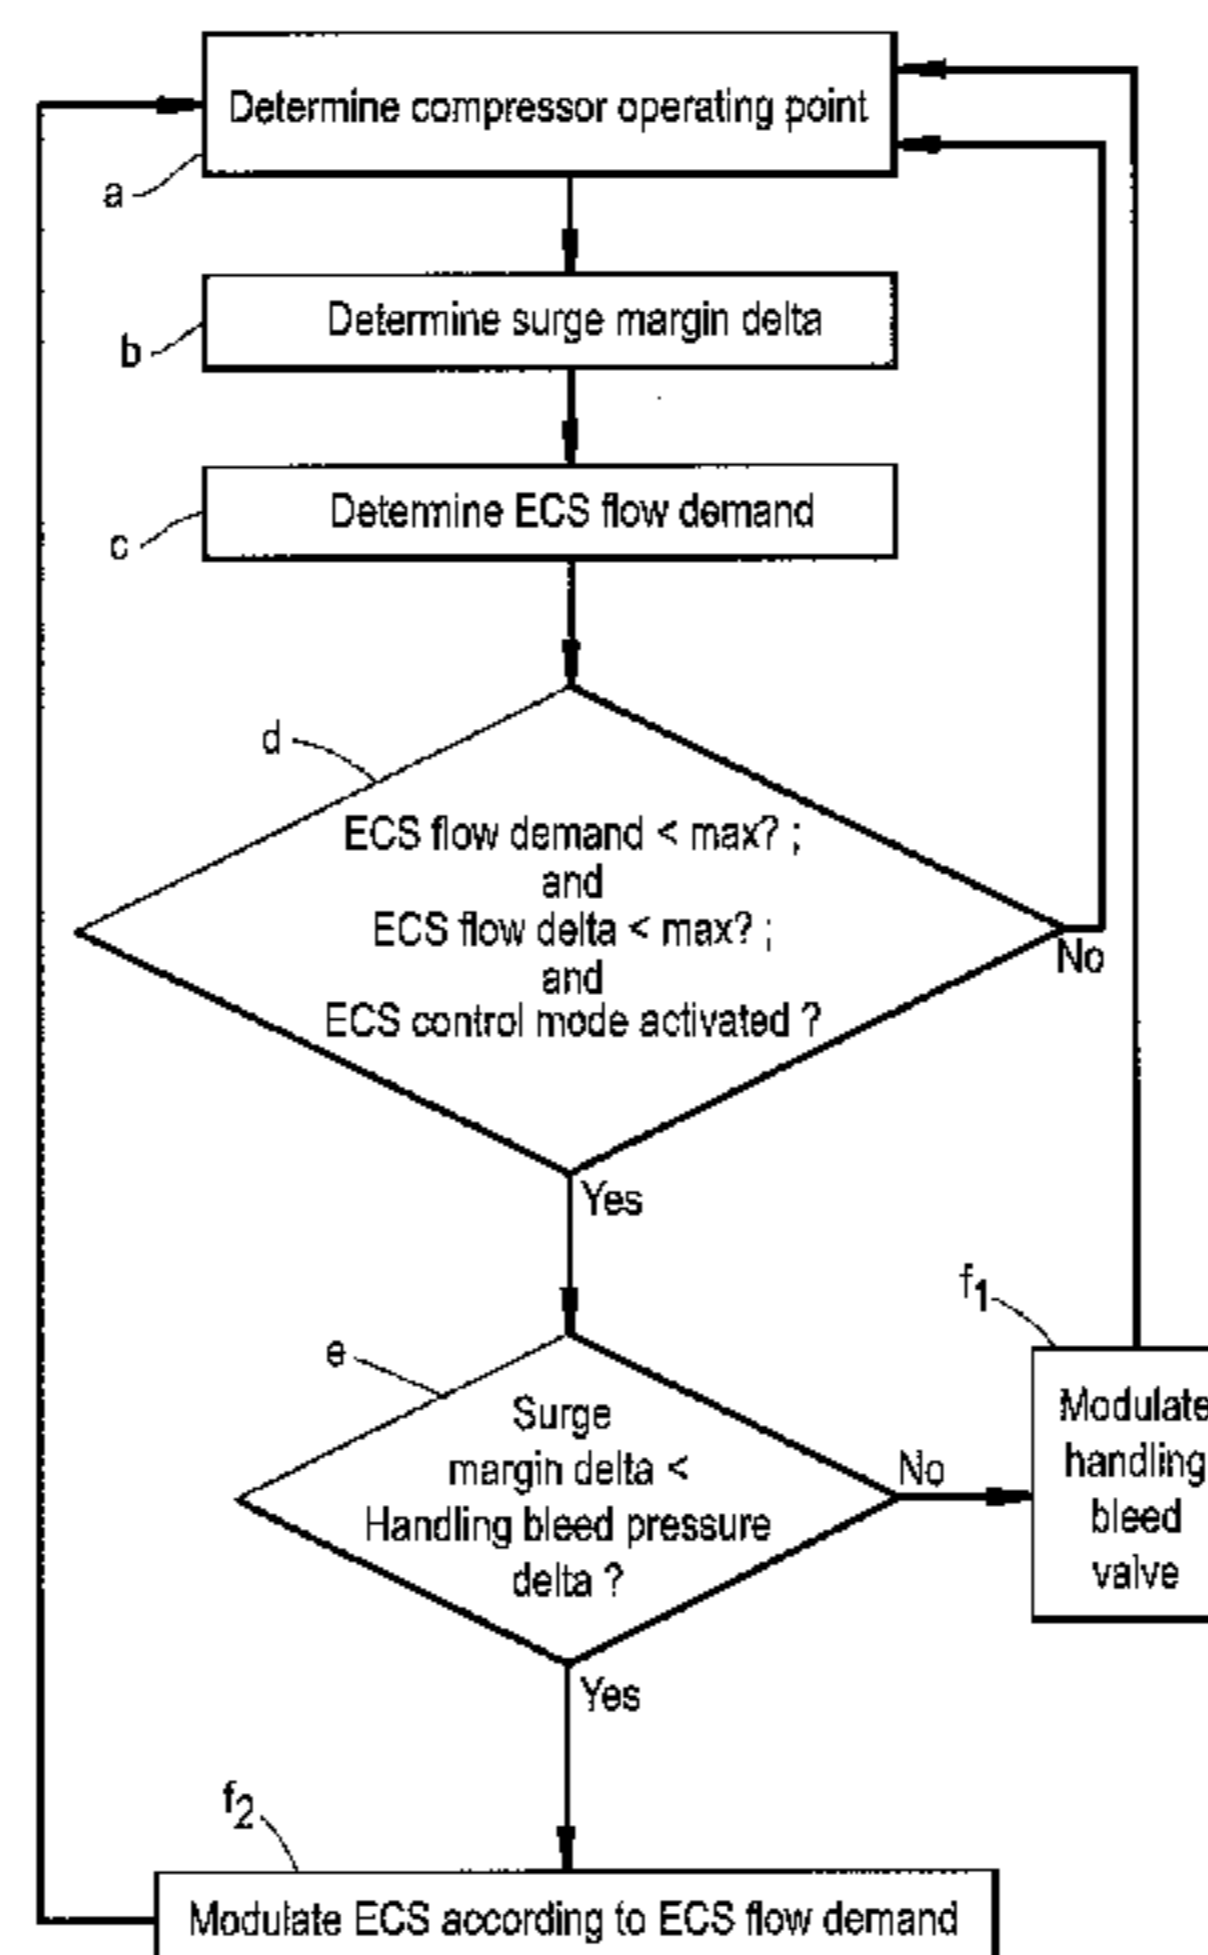 Determine compressor operating point
a
Determine surge margin delta
b
Determine ECS flow demand
c
d
ECS flow demand < max? ;
and
ECS flow delta < max? ;
and
ECS control mode activated ?
No
Yes
e
Surge
margin delta <
Handling bleed pressure
delta ?
No
f1
Modulate
handling
bleed
valve
Yes
f2
Modulate ECS according to ECS flow demand